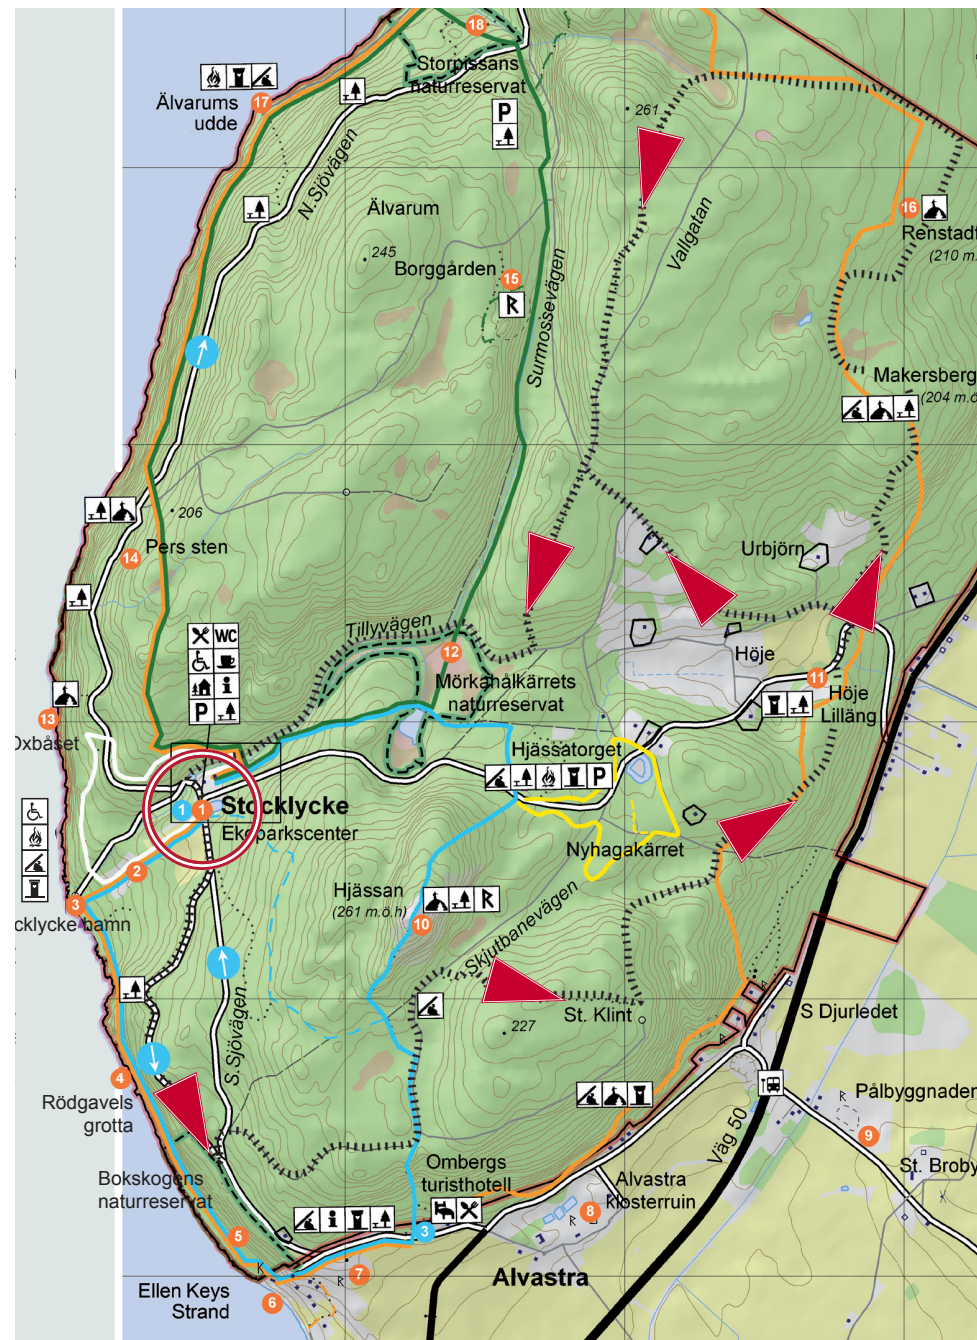 18
Storpissans
naturreservat
17
Älvarums
udde
P
N.Sjövägen
261
Älvarum
245
Borggården
15
R
Surmossevägen
Vallgatan
16
Renstad
(210 m.
Makersberg
(204 m.ö
206
Pers sten
14
Urbjörn
WC
i
P
Tillyvägen
12
Mörkahålkärrets
naturreservat
Höje
11
Höje
Lilläng
13
Oxbåset
Hjässatorget
P
1
1
Stocklycke
Ekoparkscenter
Nyhagakärret
2
3
cklycke hamn
Hjässan
(261 m.ö.h)
10
R
Skjutbanevägen
St. Klint
227
S Djurledet
S.Sjövägen
4
Rödgavels
grotta
Pålbyggnader
R
9
Väg 50
St. Broby
Bokskogens
naturreservat
Ombergs
turisthotell
Alvastra
klosterruin
8
R
5
i
3
7
R
Alvastra
Ellen Keys
Strand
6